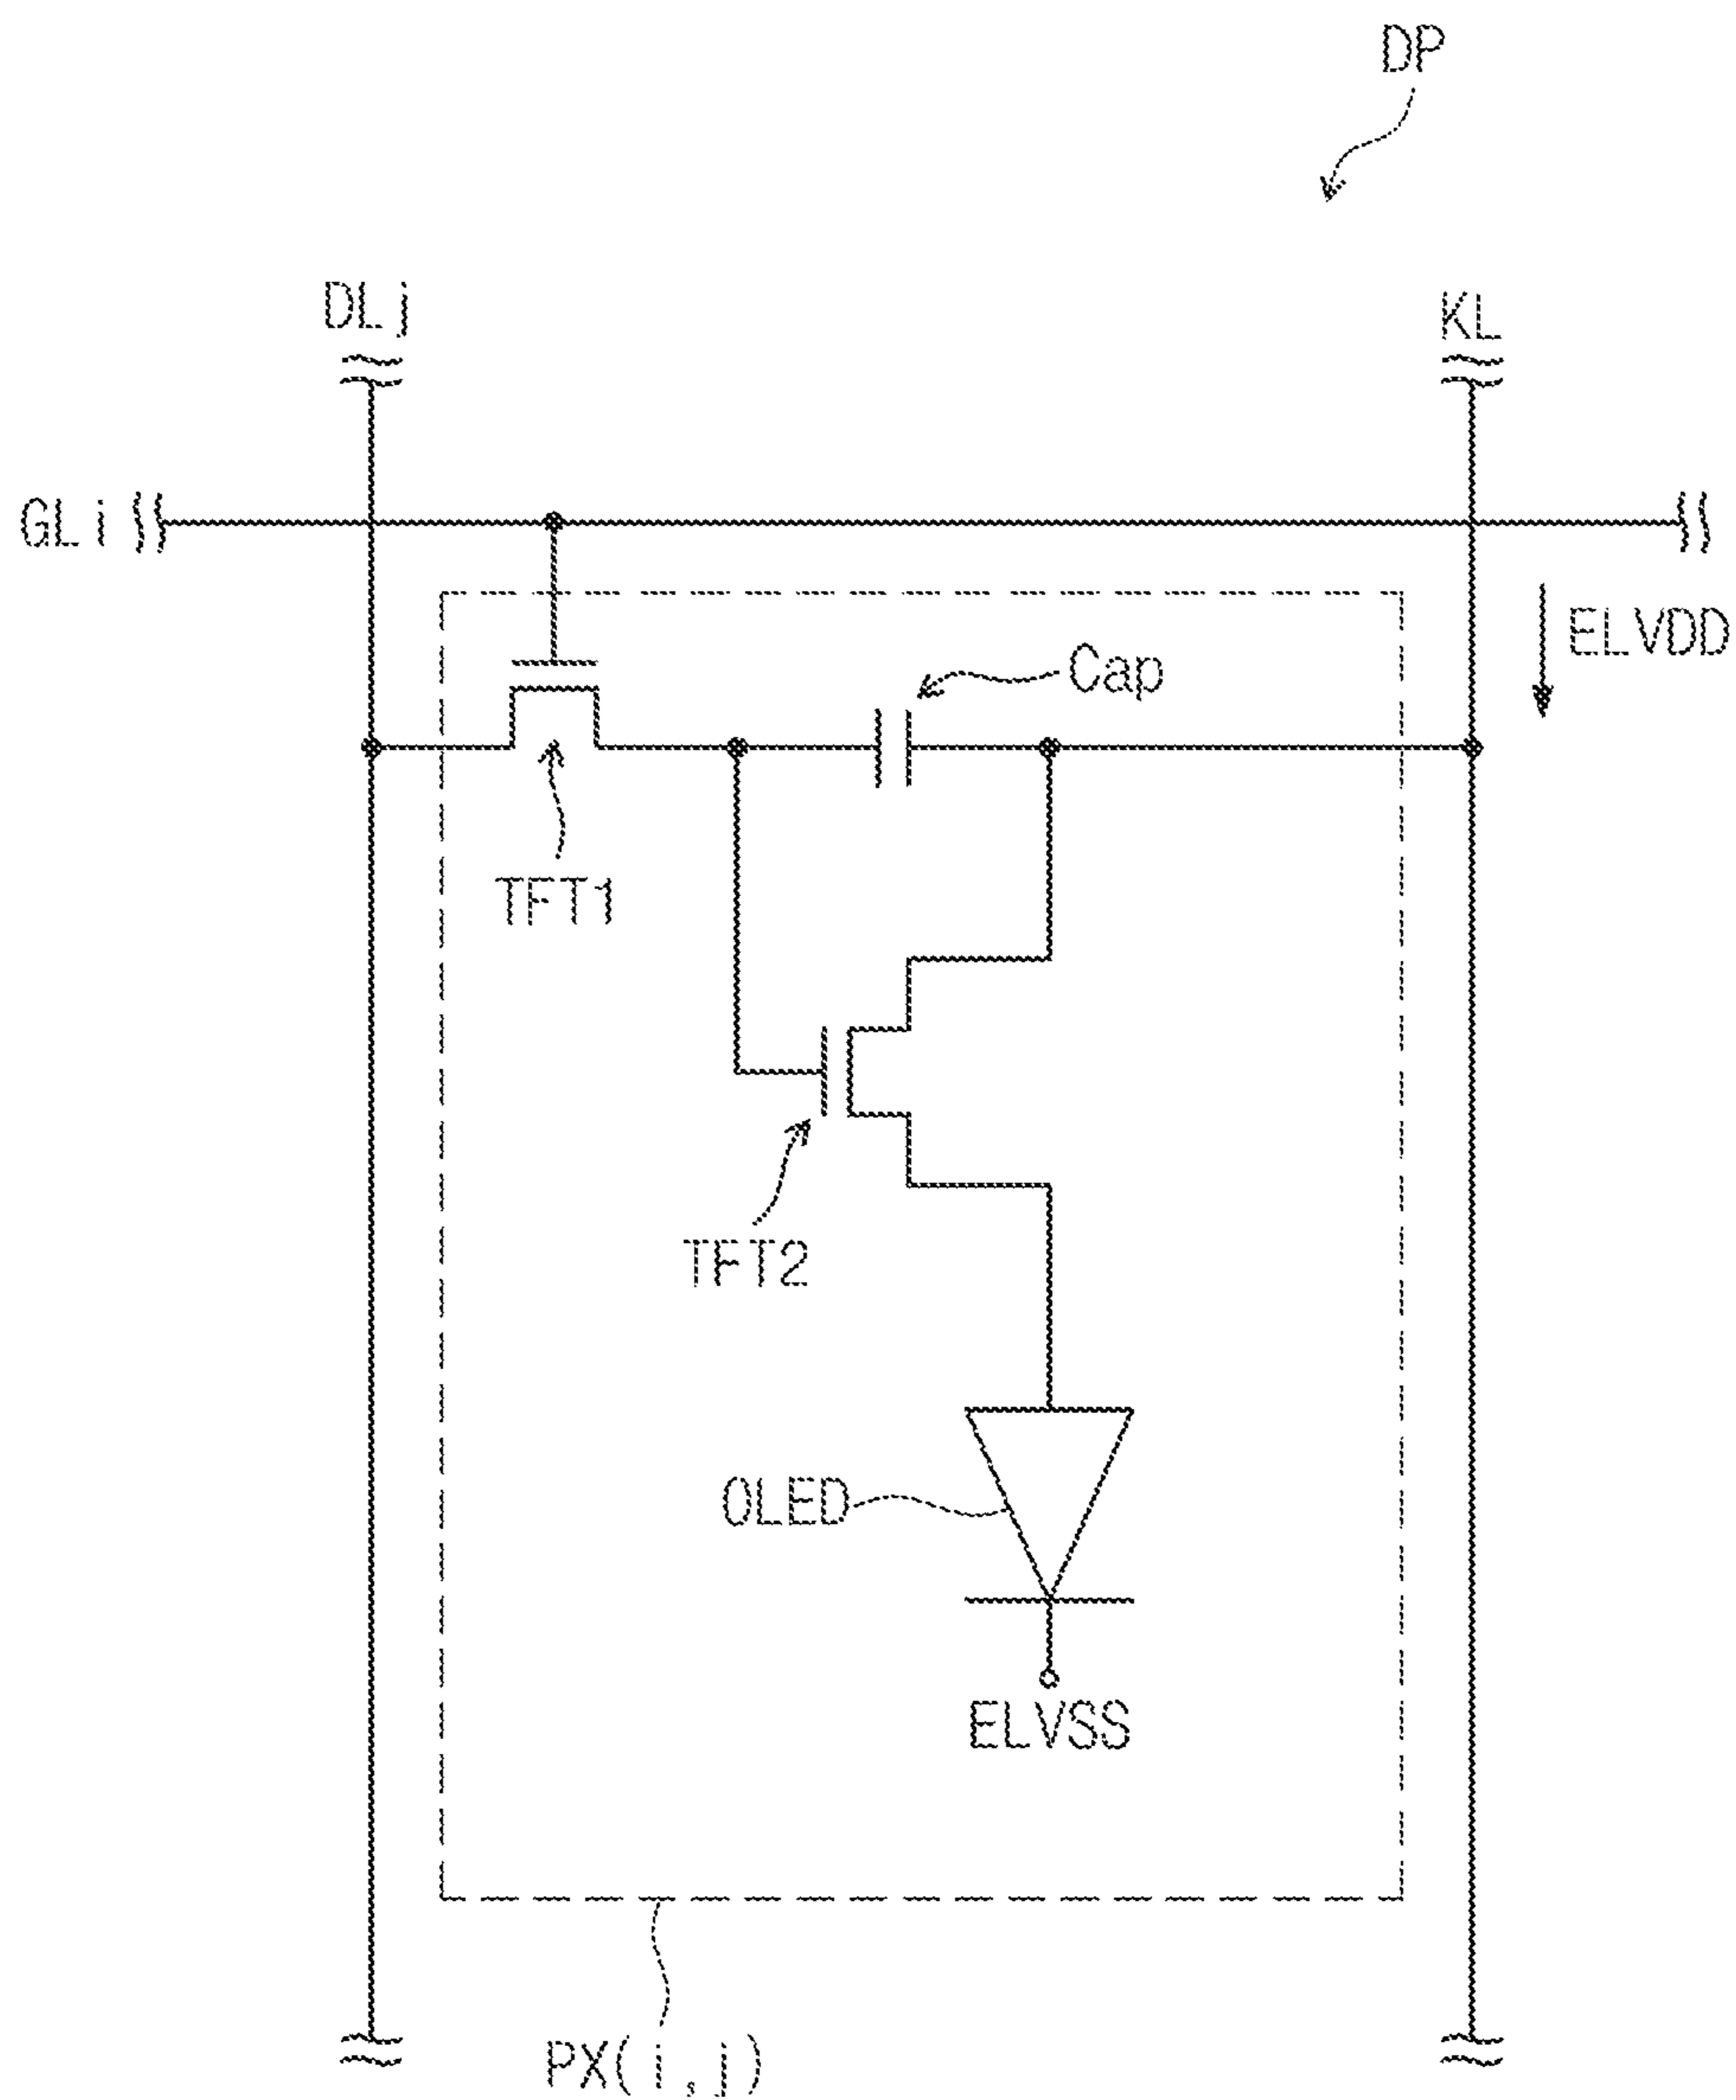 DP
DLj
KL
GLi
ELVDD
Cap
TFT1
TFT2
OLED
ELVSS
PX(i,j)